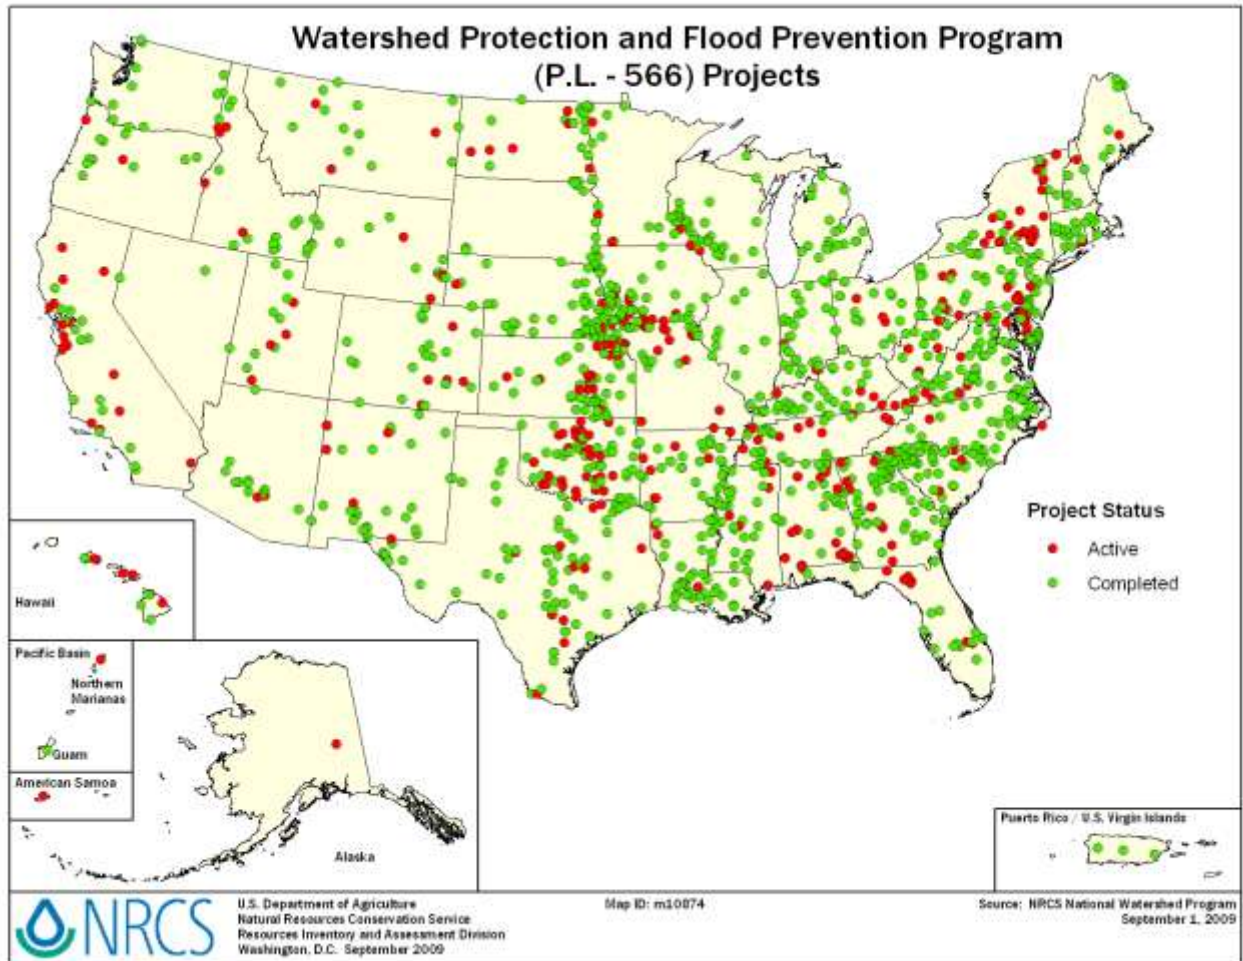 Watershed Protection and Flood Prevention Program
(P.L. - 566) Projects
Project Status
Active
Completed
Hawaii
Pacific Basin
Northern
Marianas
Guam
American Samoa
Alaska
Puerto Rico / U.S. Virgin Islands
NRCS
U.S. Department of Agriculture
Natural Resources Conservation Service
Resources Inventory and Assessment Division
Washington, D.C. September 2009
Map ID: m10874
Source: NRCS National Watershed Program
September 1, 2009